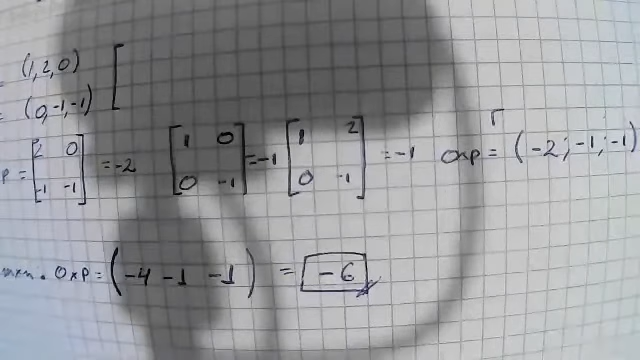 = (1,2,0) [
= (0,-1,-1)
P = [2 0 -1 -1] = -2 [1 0 0 -1] = -1 [1 2 0 -1] = -1 OxP = (-2; -1; -1)
. OxP = (-4 -1 -1) = -6